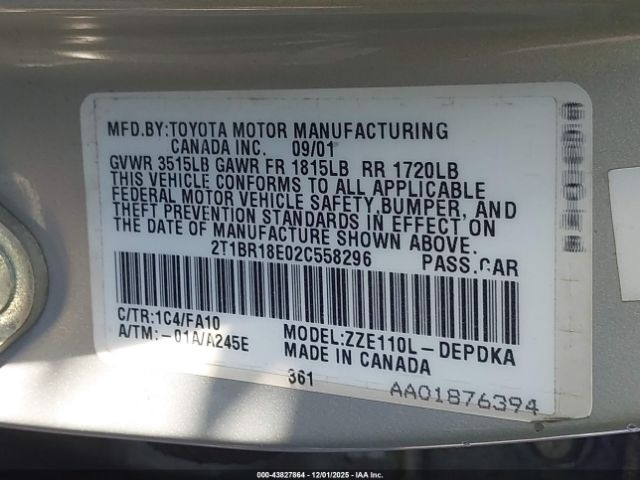 MFD.BY:TOYOTA MOTOR MANUFACTURING
CANADA INC. 09/01
GVWR 3515LB GAWR FR 1815LB RR 1720LB
THIS VEHICLE CONFORMS TO ALL APPLICABLE
FEDERAL MOTOR VEHICLE SAFETY,BUMPER, AND
THEFT PREVENTION STANDARDS IN EFFECT ON
THE DATE OF MANUFACTURE SHOWN ABOVE.
2T1BR18E02C558296 PASS.CAR
C/TR:1C4/FA10 MODEL:ZZE110L-DEPDKA
A/TM:-01A/A245E MADE IN CANADA
361 AA01876394
000-43827864 | 12/01/2025 - IAA Inc.